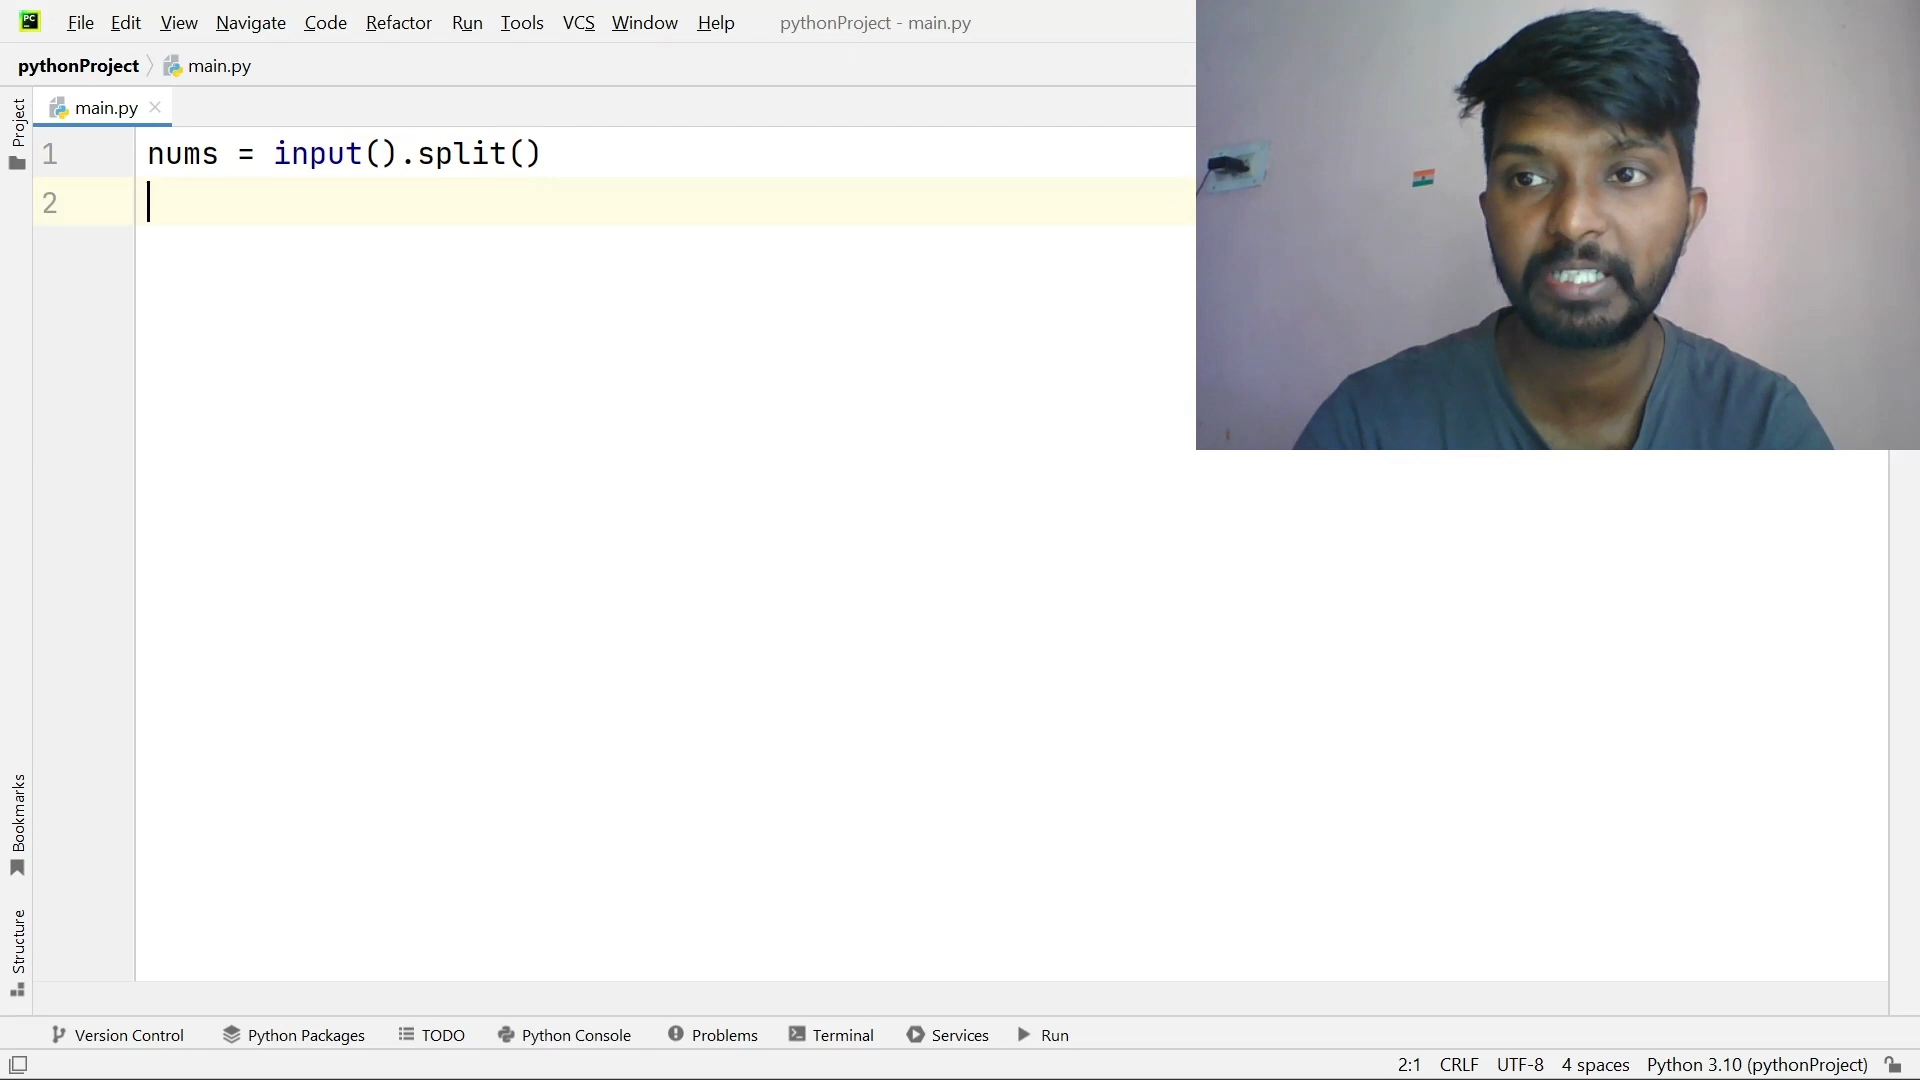 PC File Edit View Navigate Code Refactor Run Tools VCS Window Help pythonProject - main.py
pythonProject main.py
Project
main.py
1 nums = input().split()
2
Bookmarks
Structure
Version Control Python Packages TODO Python Console Problems Terminal Services Run
2:1 CRLF UTF-8 4 spaces Python 3.10 (pythonProject)